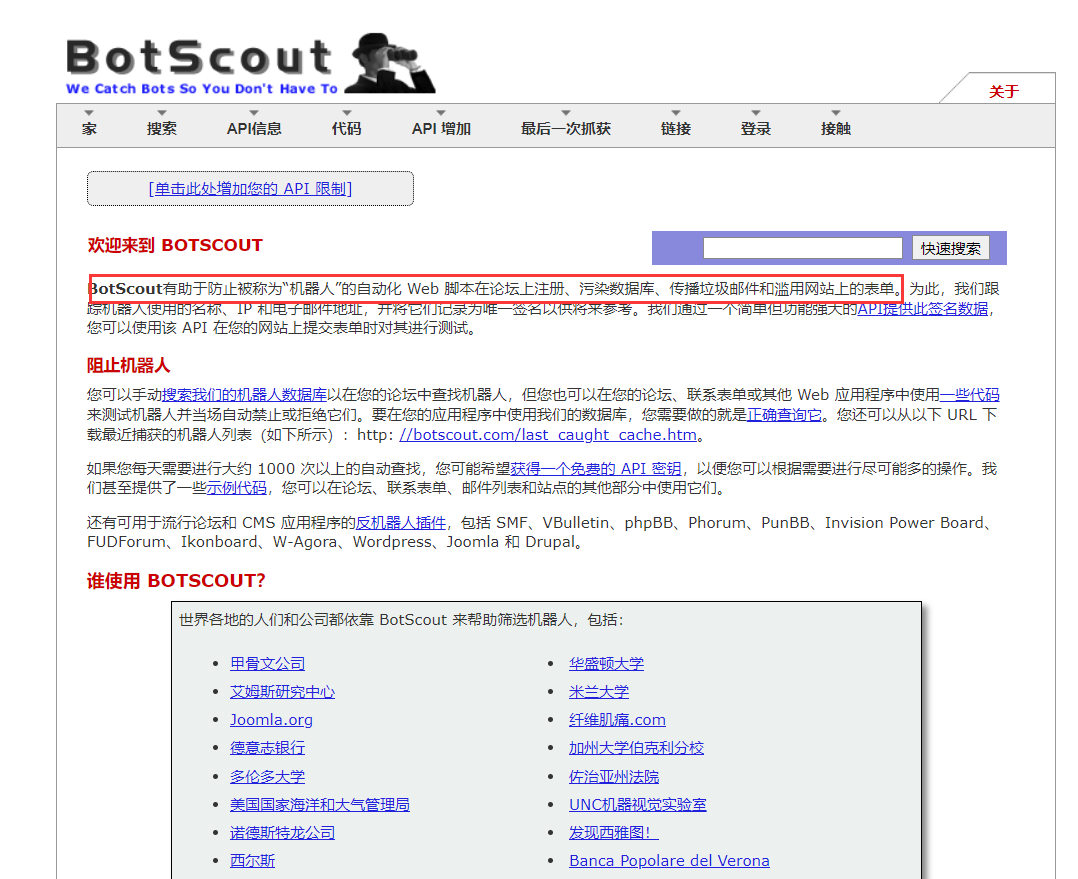 BotScout
We Catch Bots So You Don't Have To
关于
家 搜索 API信息 代码 API 增加 最后一次抓获 链接 登录 接触
[单击此处增加您的 API 限制]
欢迎来到 BOTSCOUT
快速搜索
BotScout有助于防止被称为“机器人”的自动化 Web 脚本在论坛上注册、污染数据库、传播垃圾邮件和滥用网站上的表单。为此，我们跟
踪机器人使用的名称、IP 和电子邮件地址，并将它们记录为唯一签名以供将来参考。我们通过一个简单但功能强大的API提供此签名数据，
您可以使用该 API 在您的网站上提交表单时对其进行测试。
阻止机器人
您可以手动搜索我们的机器人数据库以在您的论坛中查找机器人，但您也可以在您的论坛、联系表单或其他 Web 应用程序中使用一些代码
来测试机器人并当场自动禁止或拒绝它们。要在您的应用程序中使用我们的数据库，您需要做的就是正确查询它。您还可以从以下 URL 下
载最近捕获的机器人列表（如下所示）：http: //botscout.com/last_caught_cache.htm。
如果您每天需要进行大约 1000 次以上的自动查找，您可能希望获得一个免费的 API 密钥，以便您可以根据需要进行尽可能多的操作。我
们甚至提供了一些示例代码，您可以在论坛、联系表单、邮件列表和站点的其他部分中使用它们。
还有可用于流行论坛和 CMS 应用程序的反机器人插件，包括 SMF、VBulletin、phpBB、Phorum、PunBB、Invision Power Board、
FUDForum、Ikonboard、W-Agora、Wordpress、Joomla 和 Drupal。
谁使用 BOTSCOUT？
世界各地的人们和公司都依靠 BotScout 来帮助筛选机器人，包括：
甲骨文公司
艾姆斯研究中心
Joomla.org
德意志银行
多伦多大学
美国国家海洋和大气管理局
诺德斯特龙公司
西尔斯
华盛顿大学
米兰大学
纤维肌痛.com
加州大学伯克利分校
佐治亚州法院
UNC机器视觉实验室
发现西雅图！
Banca Popolare del Verona